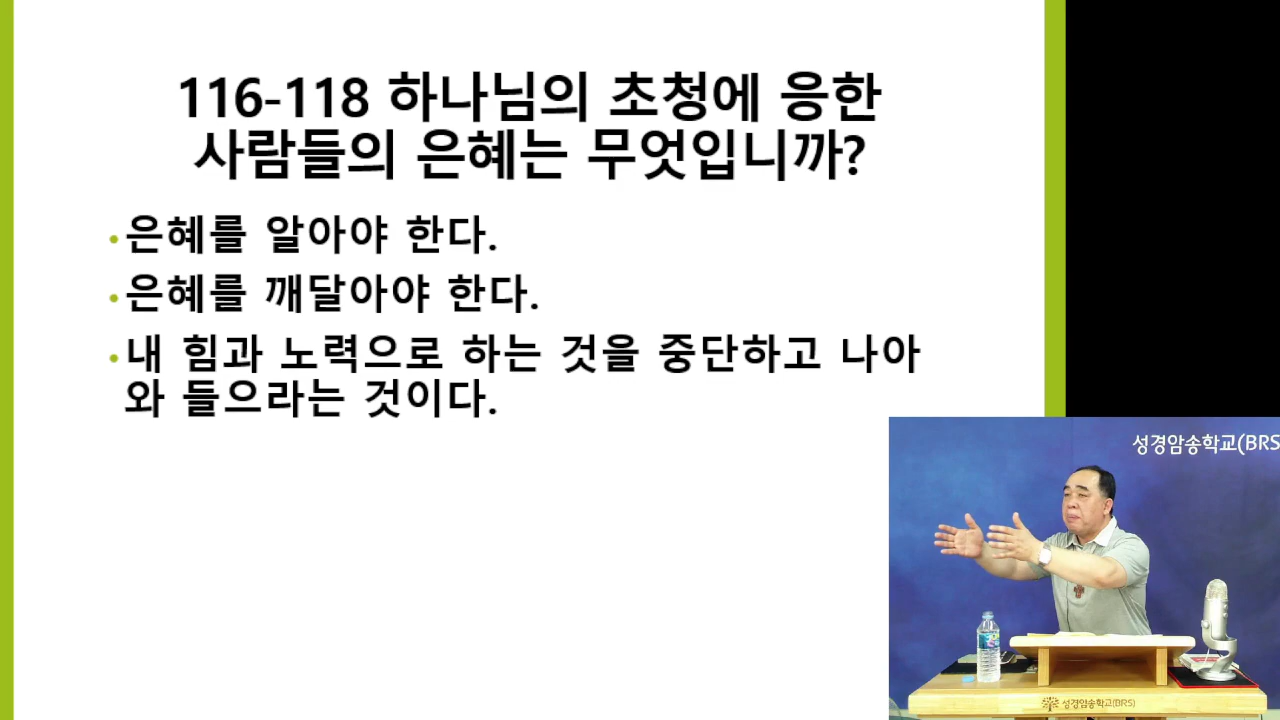 116-118 하나님의 초청에 응한
사람들의 은혜는 무엇입니까?
•은혜를 알아야 한다.
•은혜를 깨달아야 한다.
•내 힘과 노력으로 하는 것을 중단하고 나아
와 들으라는 것이다.
성경암송학교(BRS
성경암송학교(BRS)